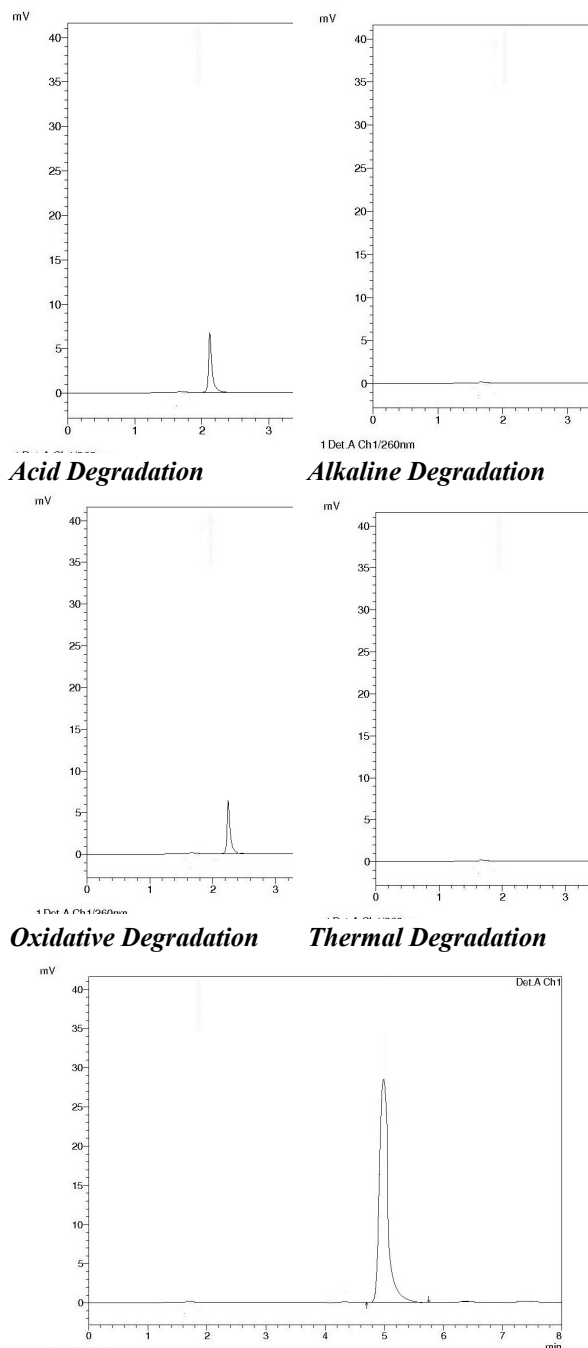 mV mV
40 40
35 35
30 30
25 25
20 20
15 15
10 10
5 5
0 0
0 1 2 3 0 1 2 3
1 Det.A Ch1/260nm
Acid Degradation Alkaline Degradation
mV mV
40 40
35 35
30 30
25 25
20 20
15 15
10 10
5 5
0 0
0 1 2 3 0 1 2 3
1 Det.A Ch1/260nm
Oxidative Degradation Thermal Degradation
mV
Det.A Ch1
40
35
30
25
20
15
10
5
0
0 1 2 3 4 5 6 7 8
min